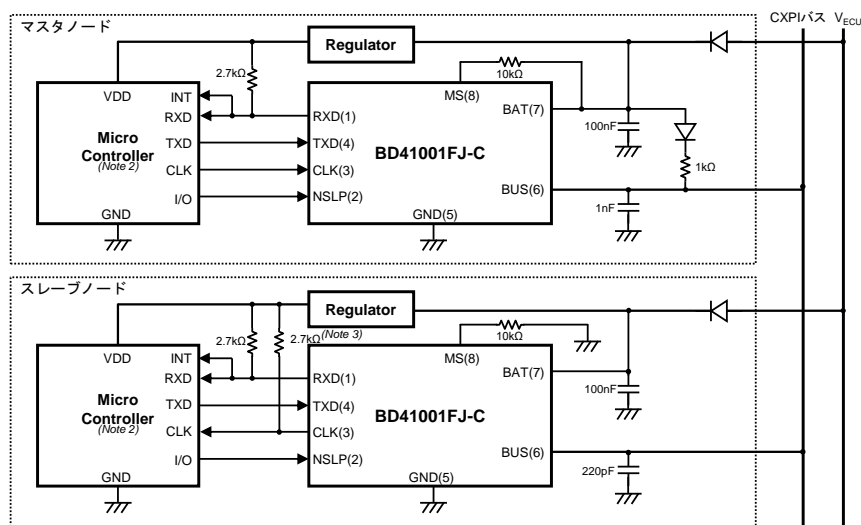 CXPIバス VECU
マスタノード
Regulator
2.7kΩ
10kΩ
VDD
INT
MS(8)
RXD
RXD(1)
BAT(7)
100nF
Micro
Controller
(Note 2)
TXD
TXD(4)
BD41001FJ-C
CLK
CLK(3)
1kΩ
I/O
NSLP(2)
BUS(6)
GND
GND(5)
1nF
スレーブノード
Regulator
(Note 3)
2.7kΩ
2.7kΩ
10kΩ
VDD
INT
MS(8)
RXD
RXD(1)
BAT(7)
100nF
Micro
Controller
(Note 2)
TXD
TXD(4)
BD41001FJ-C
CLK
CLK(3)
I/O
NSLP(2)
BUS(6)
GND
GND(5)
220pF